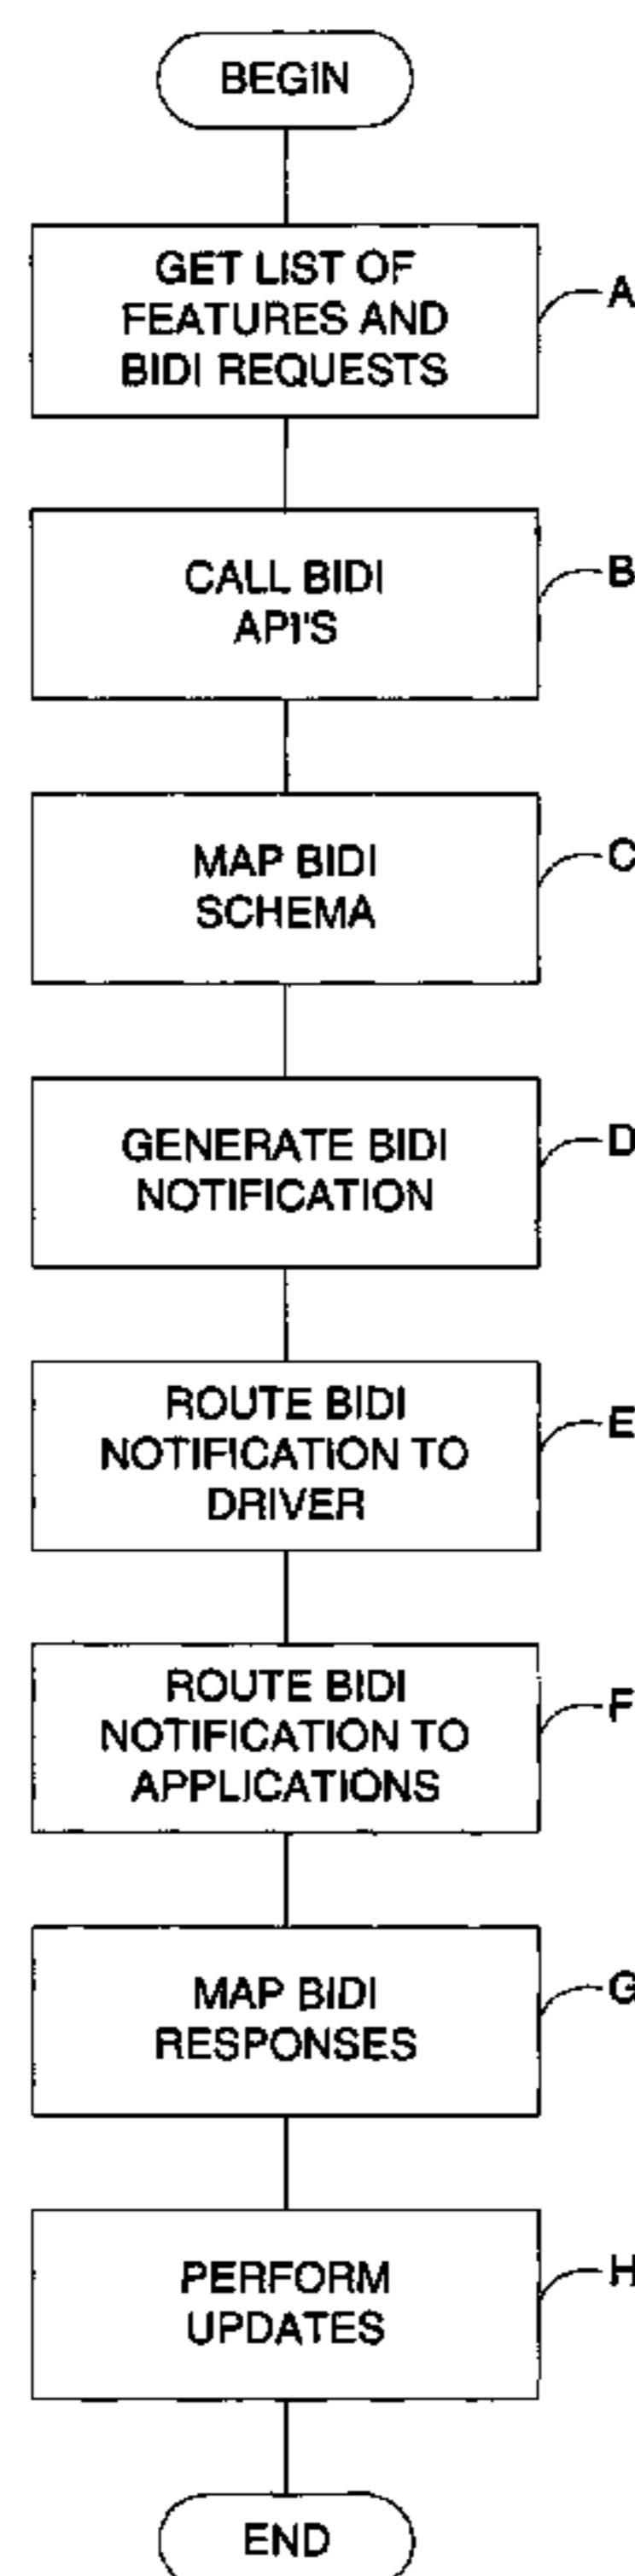 BEGIN
GET LIST OF
FEATURES AND
BIDI REQUESTS
A
CALL BIDI
API'S
B
MAP BIDI
SCHEMA
C
GENERATE BIDI
NOTIFICATION
D
ROUTE BIDI
NOTIFICATION TO
DRIVER
E
ROUTE BIDI
NOTIFICATION TO
APPLICATIONS
F
MAP BIDI
RESPONSES
G
PERFORM
UPDATES
H
END